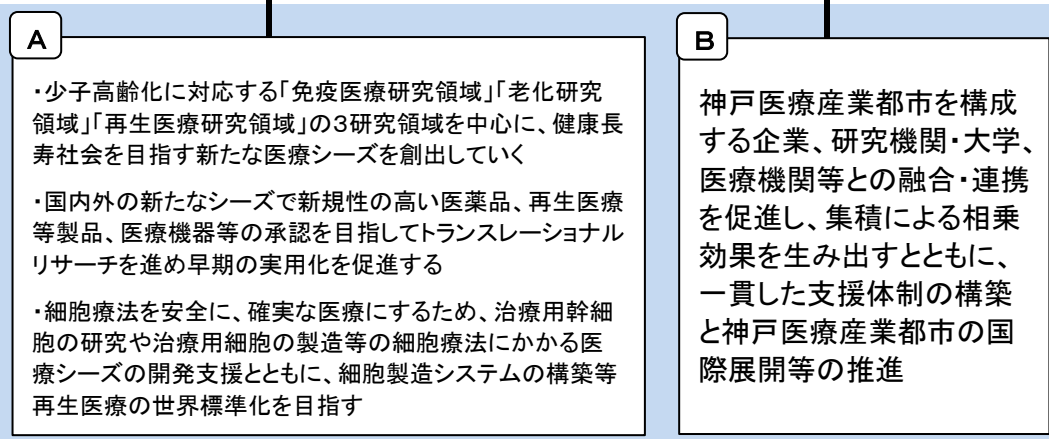 A
・少子高齢化に対応する「免疫医療研究領域」「老化研究
領域」「再生医療研究領域」の3研究領域を中心に、健康長
寿社会を目指す新たな医療シーズを創出していく
・国内外の新たなシーズで新規性の高い医薬品、再生医療
等製品、医療機器等の承認を目指してトランスレーショナル
リサーチを進め早期の実用化を促進する
・細胞療法を安全に、確実な医療にするため、治療用幹細
胞の研究や治療用細胞の製造等の細胞療法にかかる医
療シーズの開発支援とともに、細胞製造システムの構築等
再生医療の世界標準化を目指す
B
神戸医療産業都市を構成
する企業、研究機関・大学、
医療機関等との融合・連携
を促進し、集積による相乗
効果を生み出すとともに、
一貫した支援体制の構築
と神戸医療産業都市の国
際展開等の推進